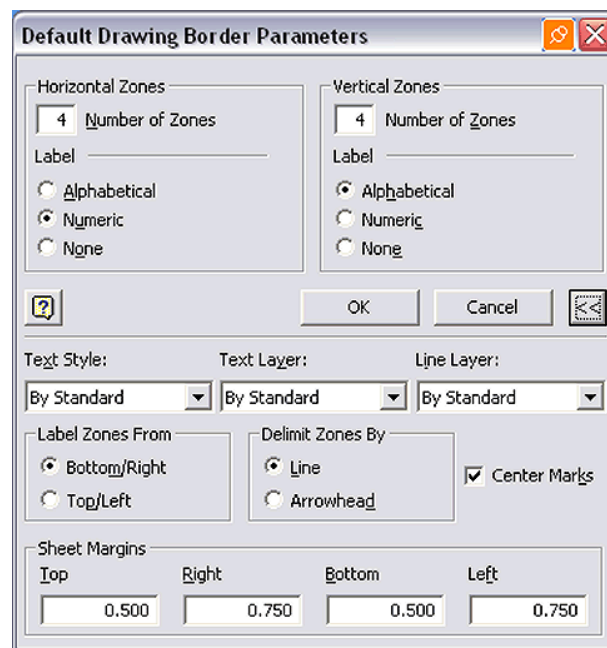 Default Drawing Border Parameters
Horizontal Zones
4 Number of Zones
Label
Alphabetical
Numeric
None
Vertical Zones
4 Number of Zones
Label
Alphabetical
Numeric
None
?
OK
Cancel
<<
Text Style:
Text Layer:
Line Layer:
By Standard
By Standard
By Standard
Label Zones From
Bottom/Right
Top/Left
Delimit Zones By
Line
Arrowhead
Center Marks
Sheet Margins
Top
Right
Bottom
Left
0.500
0.750
0.500
0.750